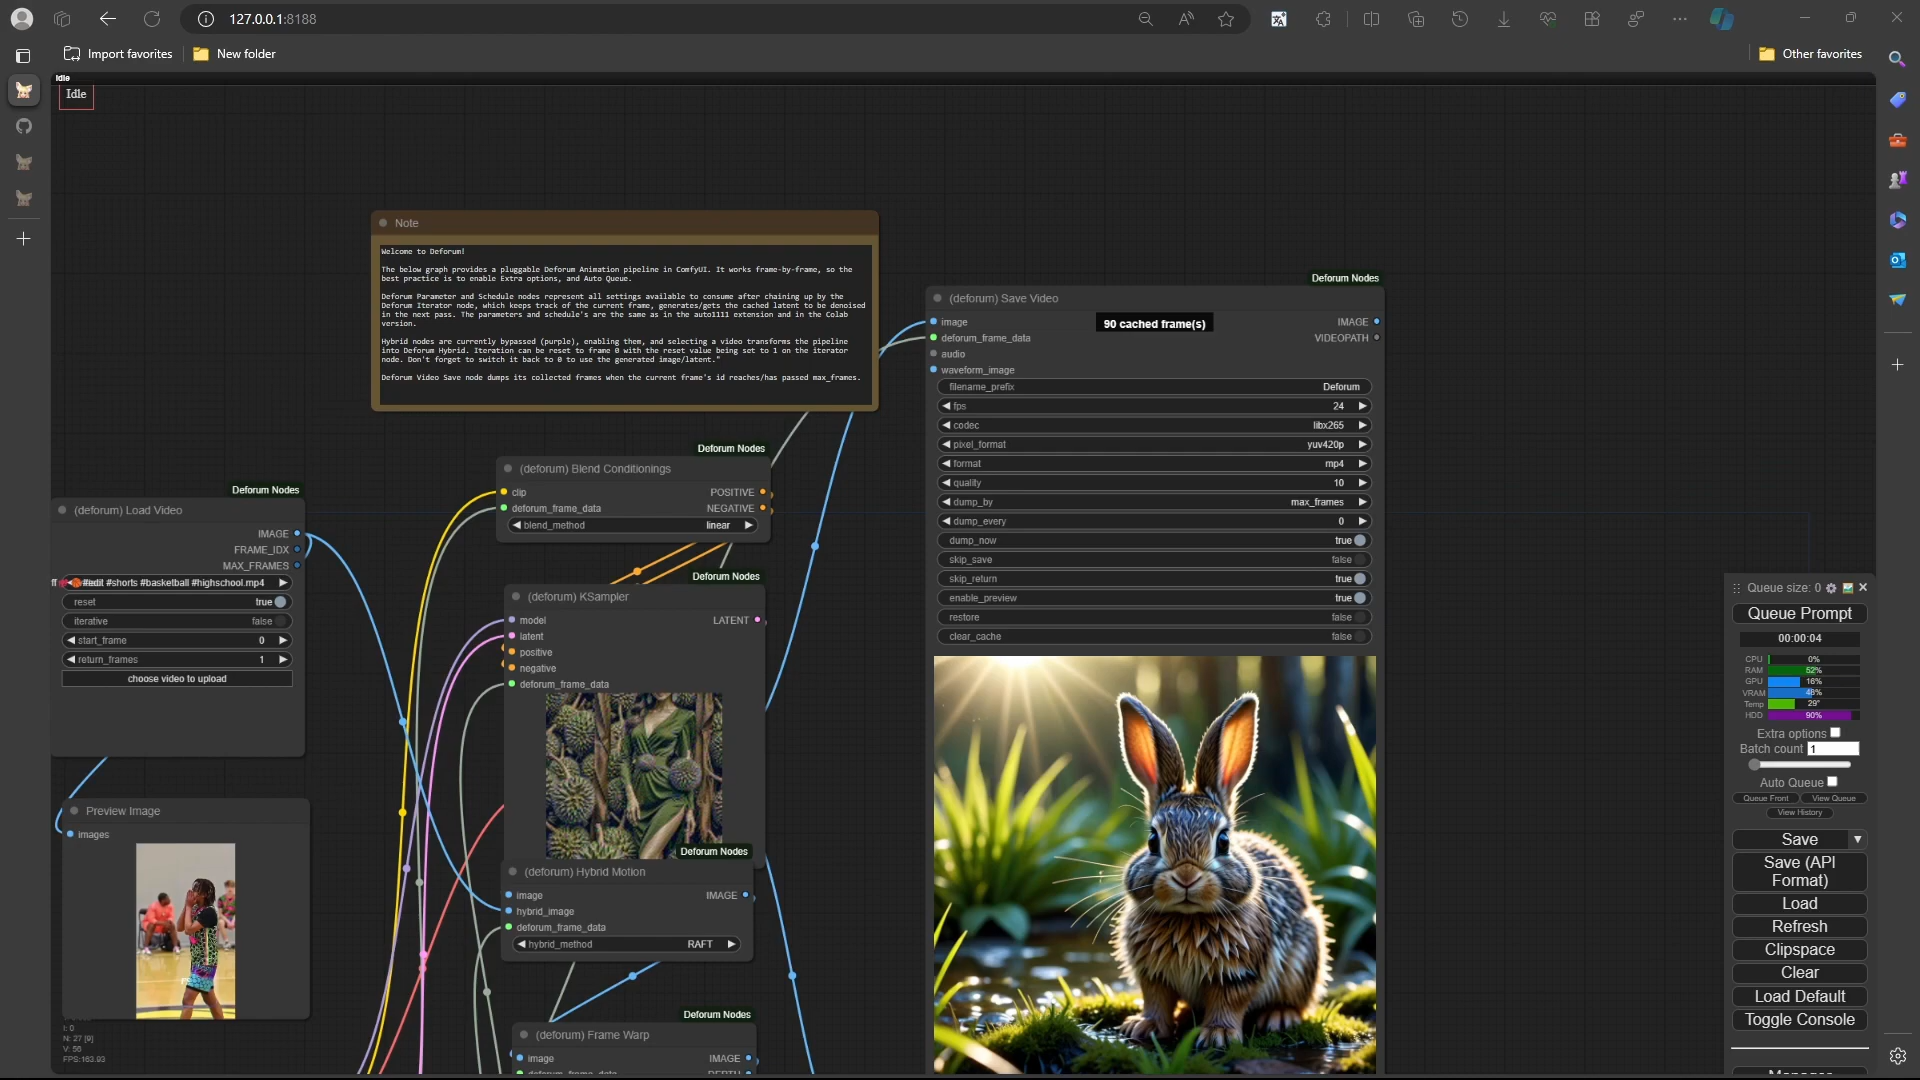 127.0.0.1:8188
Import favorites
New folder
Other favorites
Idle
Idle
Note
Welcome to Deforum!
The below graph provides a pluggable Deforum Animation pipeline in ComfyUI. It works frame-by-frame, so the
best practice is to enable Extra options, and Auto Queue.
Deforum Parameter and Schedule nodes represent all settings available to consume after chaining up by the
Deforum Iterator node, which keeps track of the current frame, generates/gets the cached latent to be denoised
in the next pass. The parameters and schedule's are the same as in the auto1111 extension and in the Colab
version.
Hybrid nodes are currently bypassed (purple), enabling them, and selecting a video transforms the pipeline
into Deforum Hybrid. Iteration can be reset to frame 0 with the reset value being set to 1 on the iterator
node. Don't forget to switch it back to 0 to use the generated image/latent."
Deforum Video Save node dumps its collected frames when the current frame's id reaches/has passed max_frames.
Deforum Nodes
(deforum) Save Video
image
90 cached frame(s)
IMAGE
deforum_frame_data
VIDEOPATH
audio
waveform_image
filename_prefix Deforum
fps 24
codec libx265
pixel_format yuv420p
format mp4
quality 10
dump_by max_frames
dump_every 0
dump_now true
skip_save false
skip_return true
enable_preview true
restore false
clear_cache false
Deforum Nodes
(deforum) Blend Conditionings
clip POSITIVE
deforum_frame_data NEGATIVE
blend_method linear
Deforum Nodes
(deforum) Load Video
IMAGE
FRAME_IDX
MAX_FRAMES
#edit #shorts #basketball #highschool.mp4
reset true
iterative false
start_frame 0
return_frames 1
choose video to upload
Deforum Nodes
(deforum) KSampler
model LATENT
latent
positive
negative
deforum_frame_data
Preview Image
images
Deforum Nodes
(deforum) Hybrid Motion
image IMAGE
hybrid_image
deforum_frame_data
hybrid_method RAFT
Deforum Nodes
(deforum) Frame Warp
image IMAGE
deforum_frame_data DEPTH
I: 0
N: 27 [9]
V: 56
FPS:163.93
Queue size: 0
Queue Prompt
00:00:04
CPU 0%
RAM 52%
GPU 16%
VRAM 48%
Temp 29°
HDD 90%
Extra options
Batch count 1
Auto Queue
Queue Front View Queue
View History
Save
Save (API
Format)
Load
Refresh
Clipspace
Clear
Load Default
Toggle Console
Manager